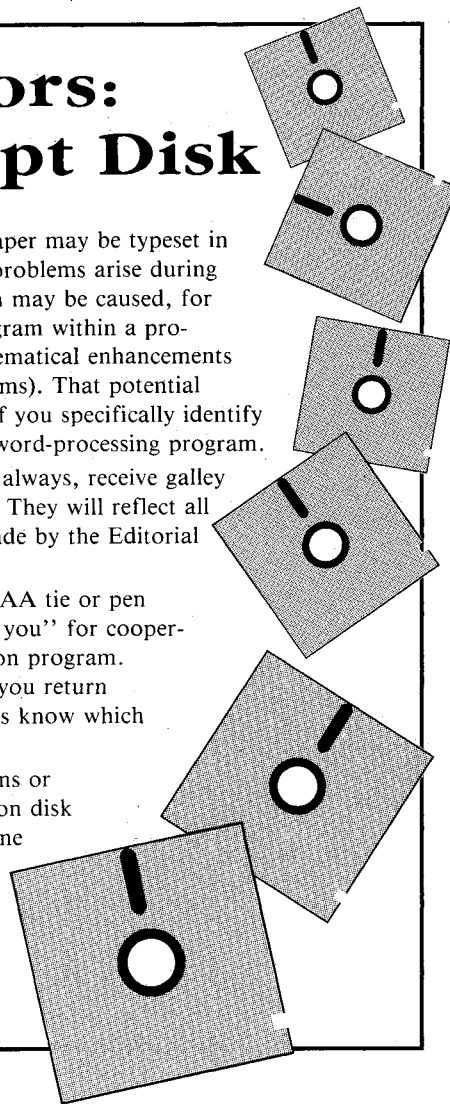 ors:
pt Disk
aper may be typeset in
problems arise during
may be caused, for
gram within a pro-
ematical enhancements
ms). That potential
f you specifically identify
word-processing program.
always, receive galley
They will reflect all
de by the Editorial
AA tie or pen
you” for cooper-
on program.
you return
s know which
ns or
on disk
ne